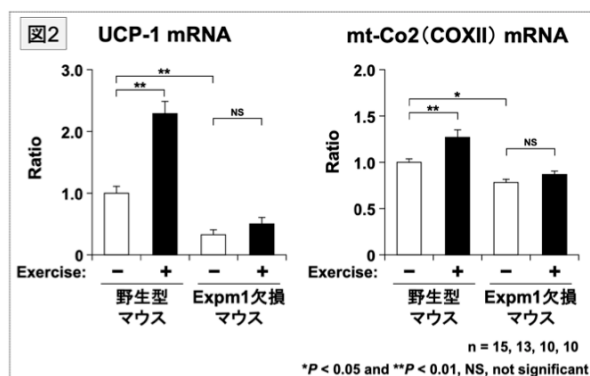 図2
UCP-1 mRNA
mt-Co2（COXII） mRNA
Ratio
3.0
2.0
1.0
0
**
**
NS
Ratio
2.0
1.5
1.0
0.5
0
*
**
NS
Exercise: − + − +
野生型マウス
Expm1欠損マウス
Exercise: − + − +
野生型マウス
Expm1欠損マウス
n = 15, 13, 10, 10
*P < 0.05 and **P < 0.01, NS, not significant